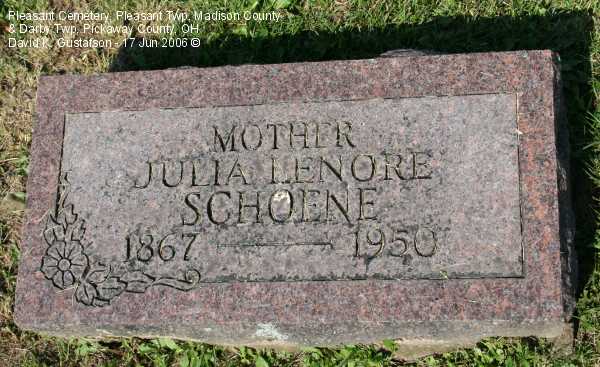 Pleasant Cemetery, Pleasant Twp, Madison County
& Darby Twp, Pickaway County, OH
David K. Gustafson - 17 Jun 2006 ©
MOTHER
JULIA LENORE
SCHOENE
1867 — 1950